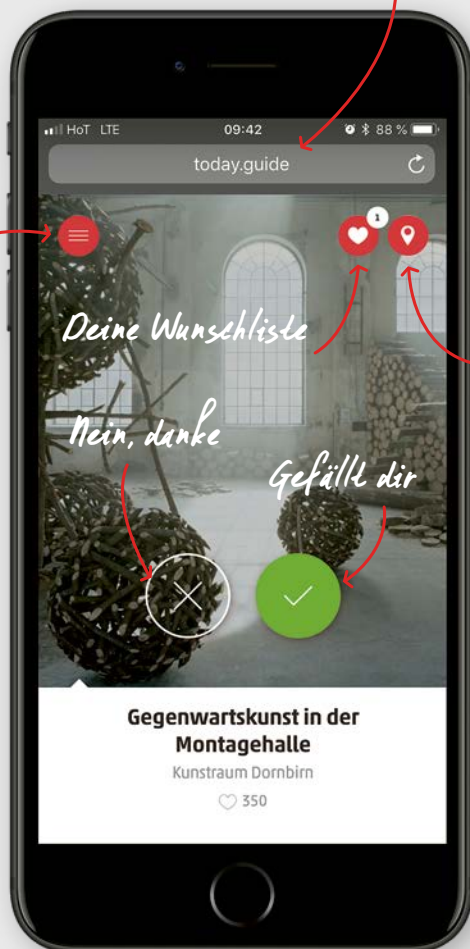 HoT LTE 09:42 88 %
today.guide
1
Deine Wunschliste
Nein, danke
Gefällt dir
Gegenwartskunst in der
Montagehalle
Kunstraum Dornbirn
350